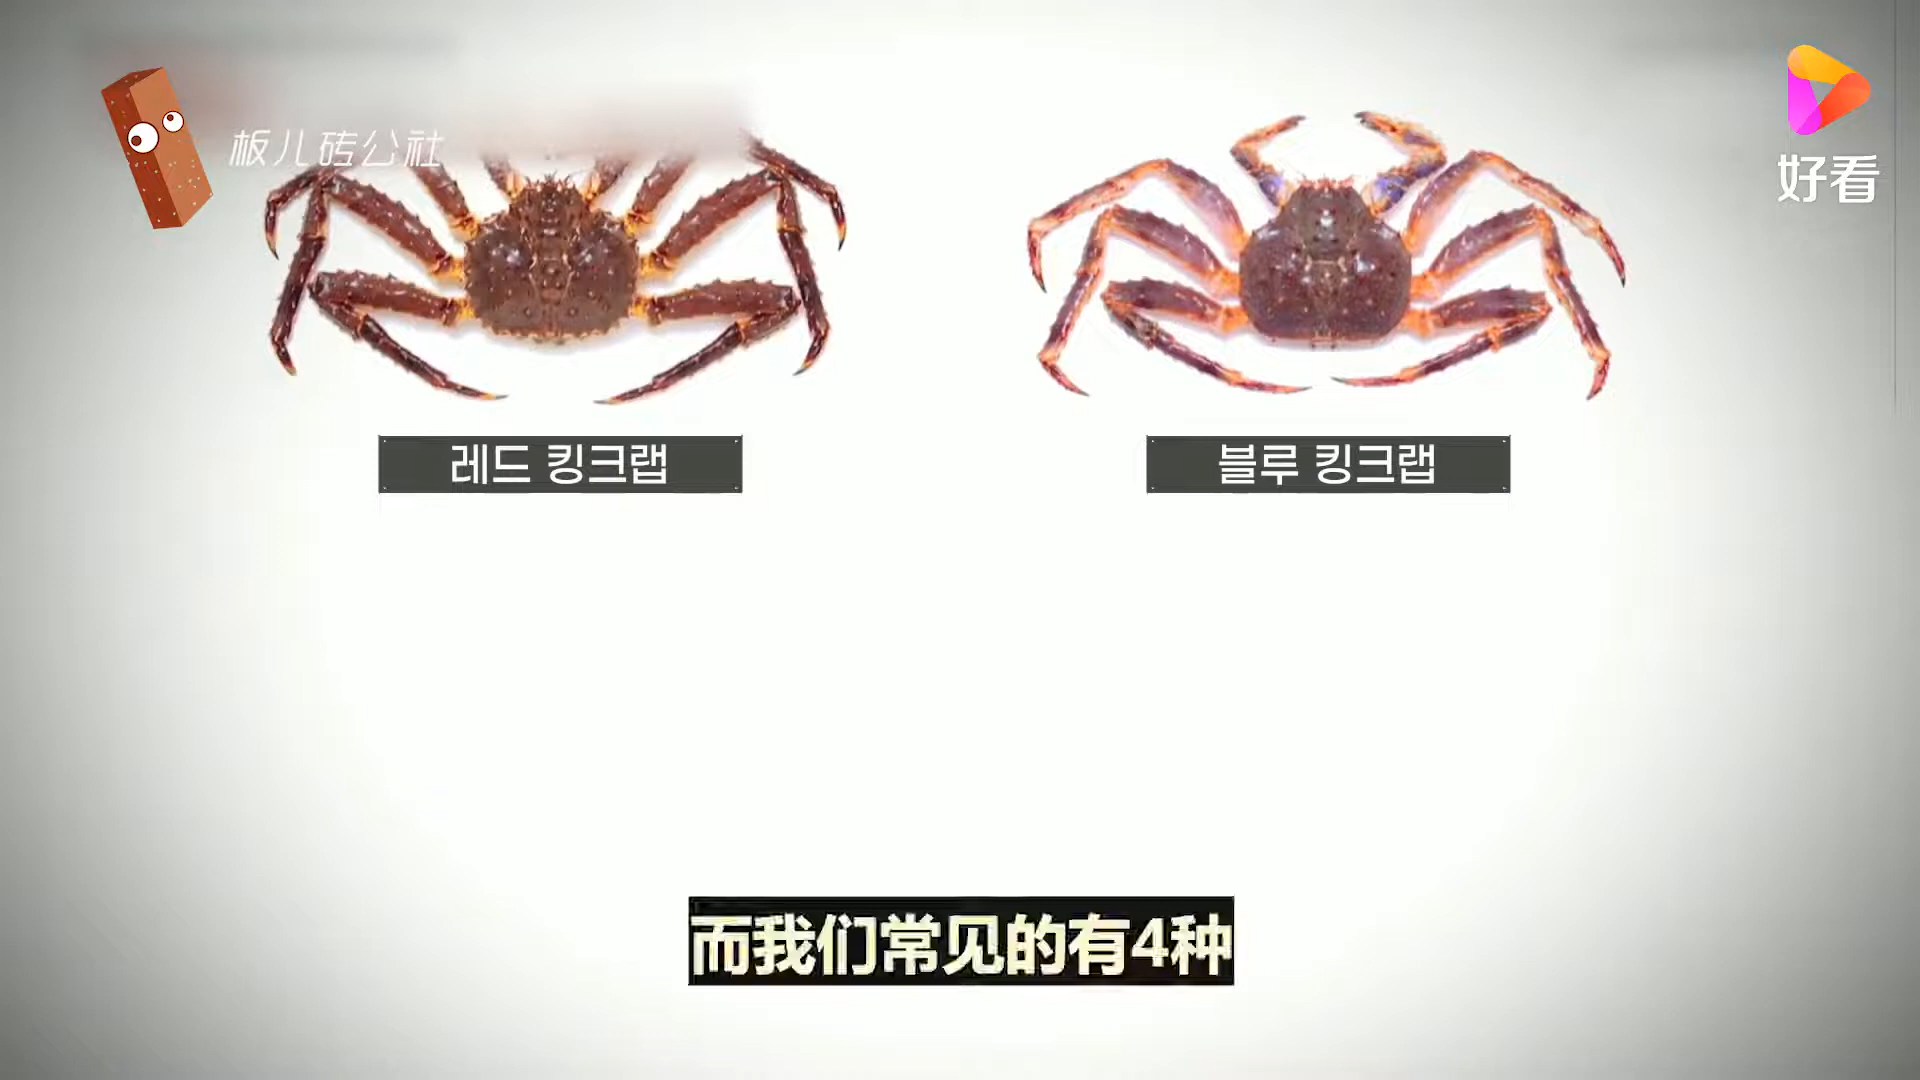 板儿砖公社
好看
레드 킹크랩
블루 킹크랩
而我们常见的有4种